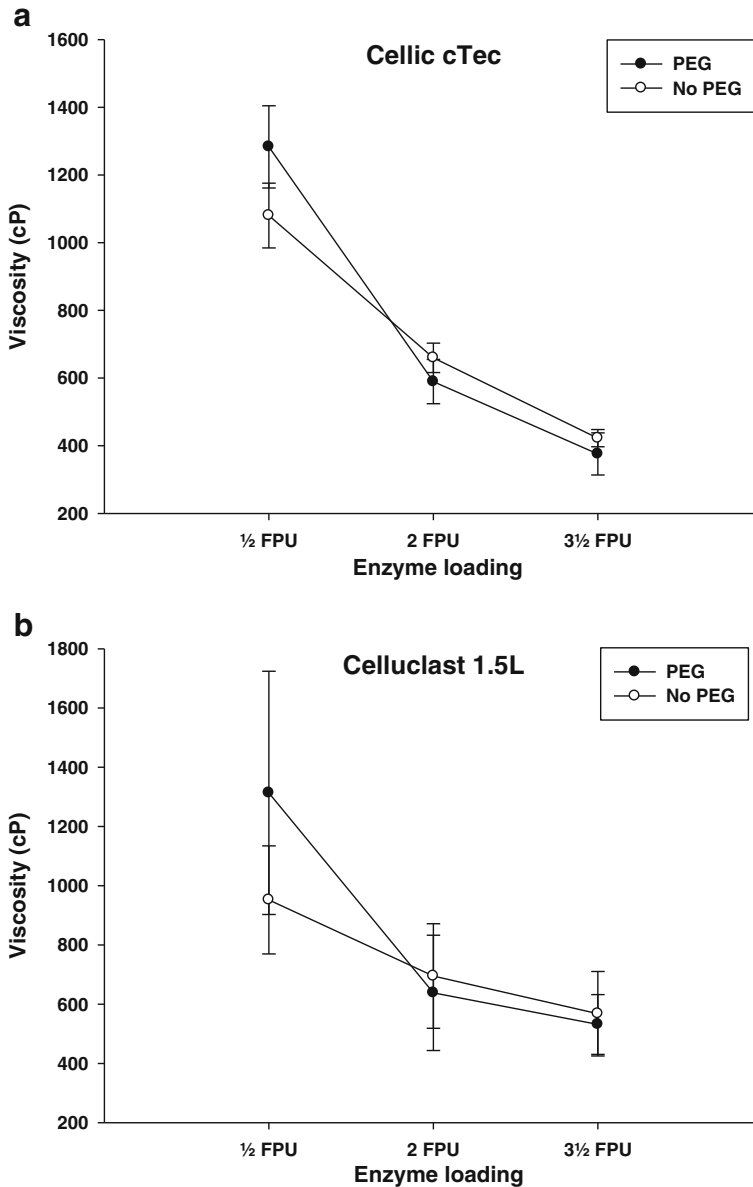 a
Cellic cTec
PEG
No PEG
1600
1400
1200
1000
800
600
400
200
Viscosity (cP)
½ FPU
2 FPU
3½ FPU
Enzyme loading
b
Celluclast 1.5L
PEG
No PEG
1800
1600
1400
1200
1000
800
600
400
200
Viscosity (cP)
½ FPU
2 FPU
3½ FPU
Enzyme loading